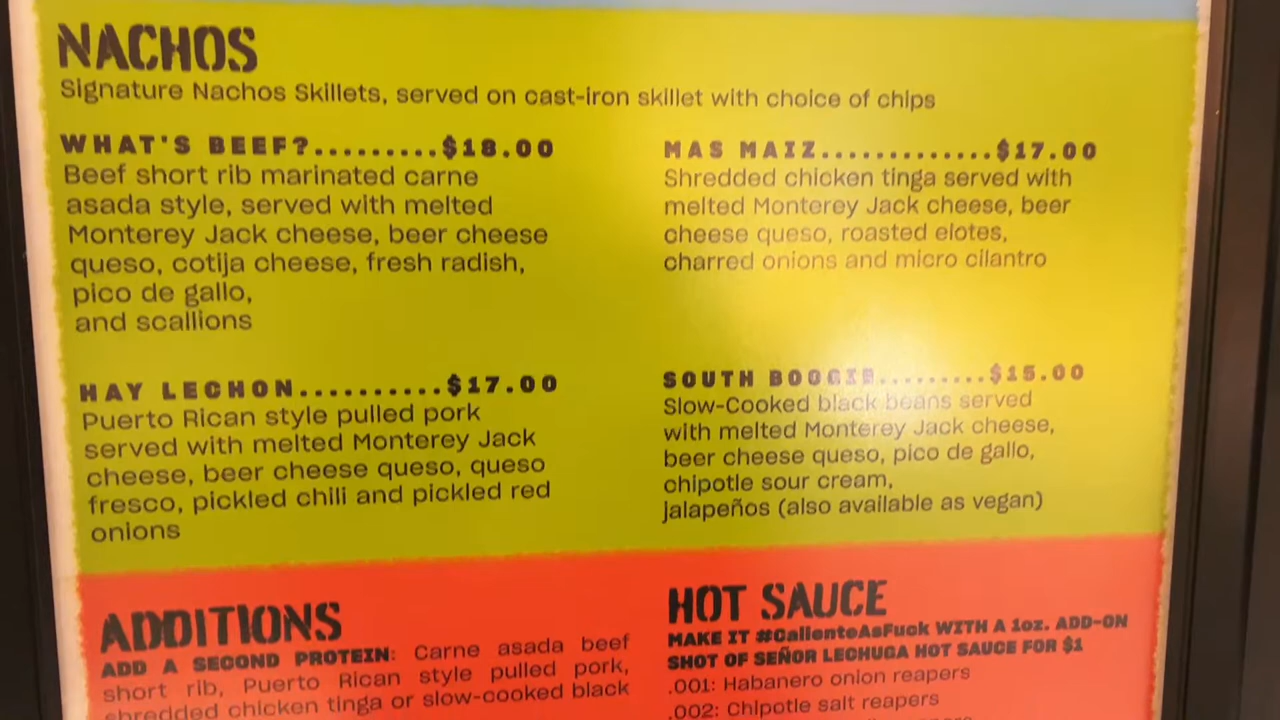 NACHOS
Signature Nachos Skillets, served on cast-iron skillet with choice of chips
WHAT'S BEEF?.........$18.00
Beef short rib marinated carne
asada style, served with melted
Monterey Jack cheese, beer cheese
queso, cotija cheese, fresh radish,
pico de gallo,
and scallions
MAS MAIZ.............$17.00
Shredded chicken tinga served with
melted Monterey Jack cheese, beer
cheese queso, roasted elotes,
charred onions and micro cilantro
HAY LECHON..........$17.00
Puerto Rican style pulled pork
served with melted Monterey Jack
cheese, beer cheese queso, queso
fresco, pickled chili and pickled red
onions
SOUTH BOOGIE.........$15.00
Slow-Cooked black beans served
with melted Monterey Jack cheese,
beer cheese queso, pico de gallo,
chipotle sour cream,
jalapeños (also available as vegan)
ADDITIONS
ADD A SECOND PROTEIN: Carne asada beef
short rib, Puerto Rican style pulled pork,
shredded chicken tinga or slow-cooked black
HOT SAUCE
MAKE IT #CalienteAsFuck WITH A 1oz. ADD-ON
SHOT OF SEÑOR LECHUGA HOT SAUCE FOR $1
.001: Habanero onion reapers
.002: Chipotle salt reapers